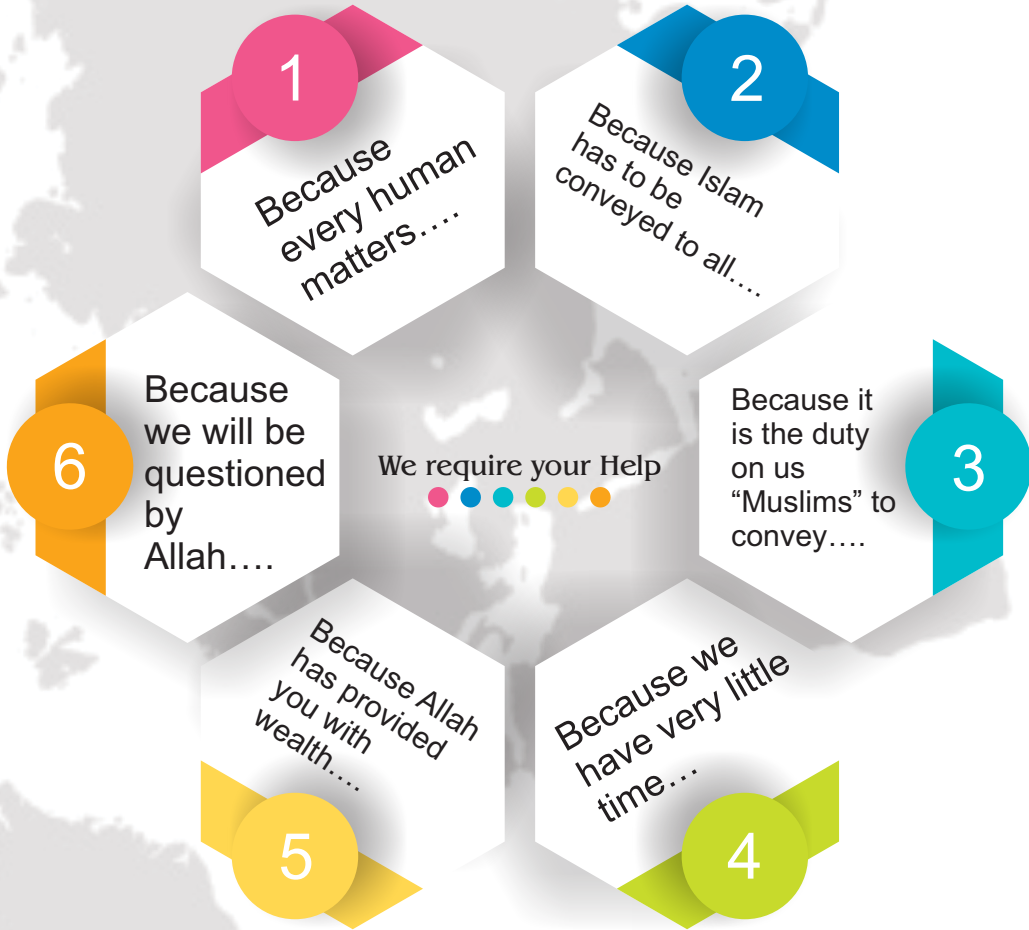 1
Because
every human
matters....
2
Because Islam
has to be
conveyed to all....
3
Because it
is the duty
on us
“Muslims” to
convey....
4
Because we
have very little
time...
5
Because Allah
has provided
you with
wealth....
6
Because
we will be
questioned
by
Allah....
We require your Help